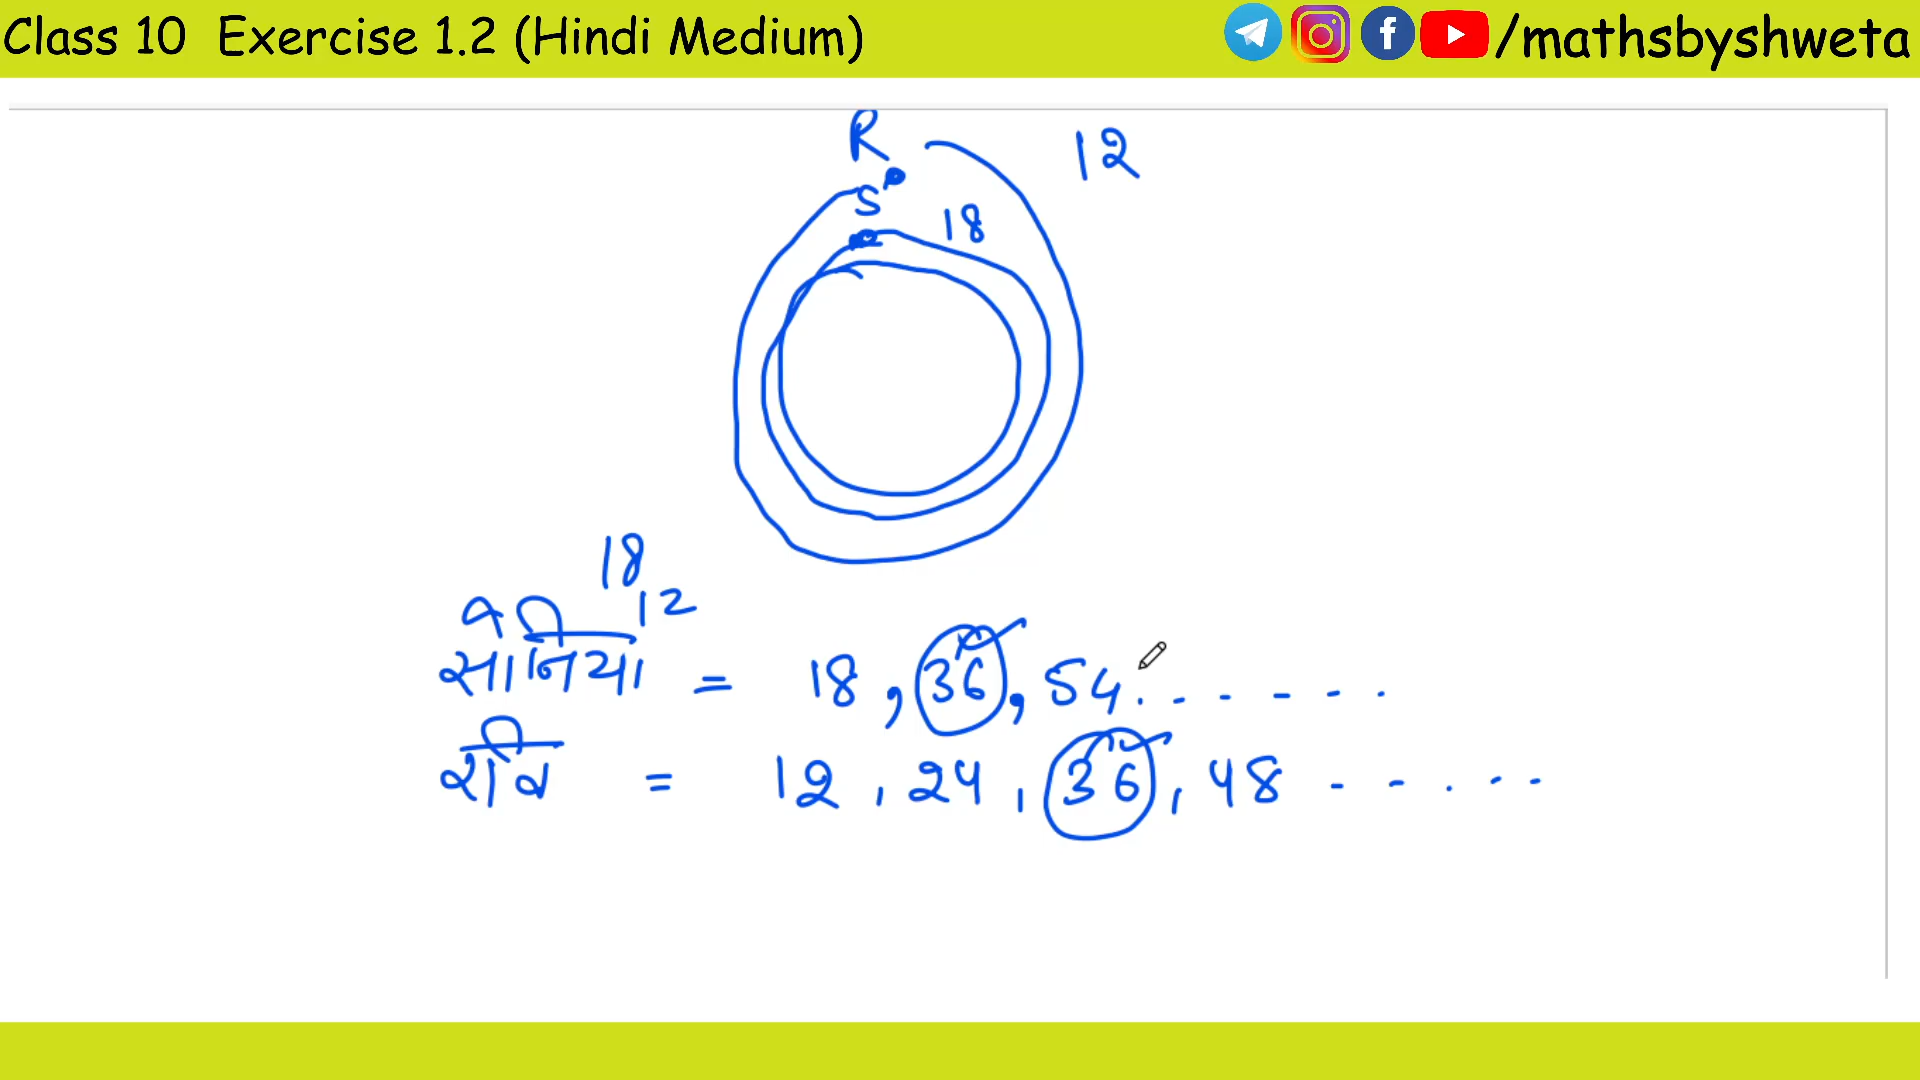 Class 10 Exercise 1.2 (Hindi Medium)
/mathsbyshweta
R
12
S
18
18
12
सानिया = 18, 36, 54. - - - - .
रवि = 12, 24, 36, 48 - - . - -